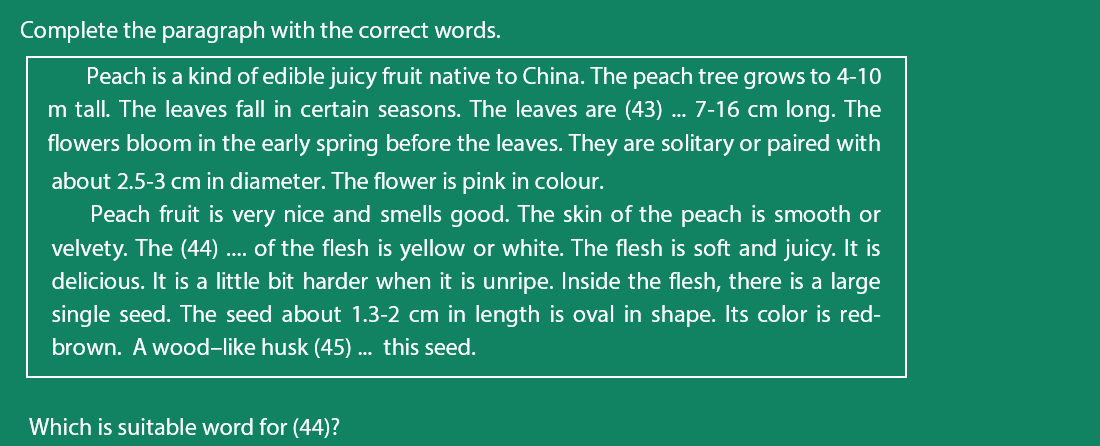 Complete the paragraph with the correct words.
Peach is a kind of edible juicy fruit native to China. The peach tree grows to 4-10
m tall. The leaves fall in certain seasons. The leaves are (43) ... 7-16 cm long. The
flowers bloom in the early spring before the leaves. They are solitary or paired with
about 2.5-3 cm in diameter. The flower is pink in colour.
Peach fruit is very nice and smells good. The skin of the peach is smooth or
velvety. The (44) .... of the flesh is yellow or white. The flesh is soft and juicy. It is
delicious. It is a little bit harder when it is unripe. Inside the flesh, there is a large
single seed. The seed about 1.3-2 cm in length is oval in shape. Its color is red-
brown. A wood–like husk (45) ... this seed.
Which is suitable word for (44)?